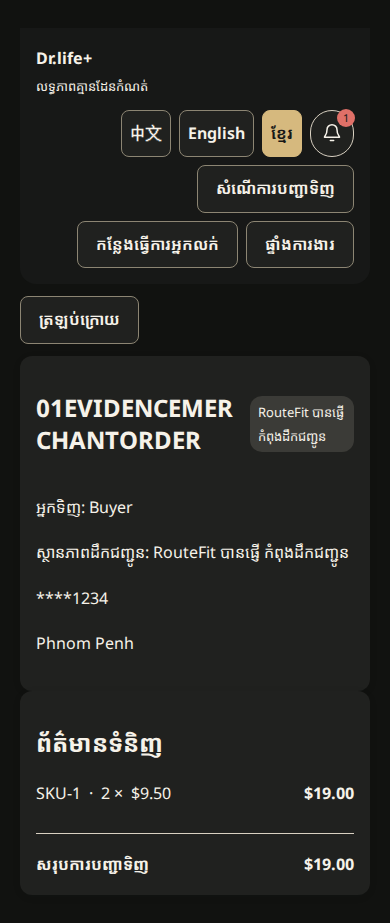 Dr.life+
លទ្ធភាពគ្មានដែនកំណត់
中文
English
ខ្មែរ
1
សំណើការបញ្ជាទិញ
កន្លែងធ្វើការអ្នកលក់
ផ្ទាំងការងារ
ត្រឡប់ក្រោយ
01EVIDENCEMER
CHANTORDER
RouteFit បានផ្ញើ
កំពុងដឹកជញ្ជូន
អ្នកទិញ: Buyer
ស្ថានភាពដឹកជញ្ជូន: RouteFit បានផ្ញើ កំពុងដឹកជញ្ជូន
****1234
Phnom Penh
ព័ត៌មានទំនិញ
SKU-1 · 2 × $9.50 $19.00
សរុបការបញ្ជាទិញ $19.00